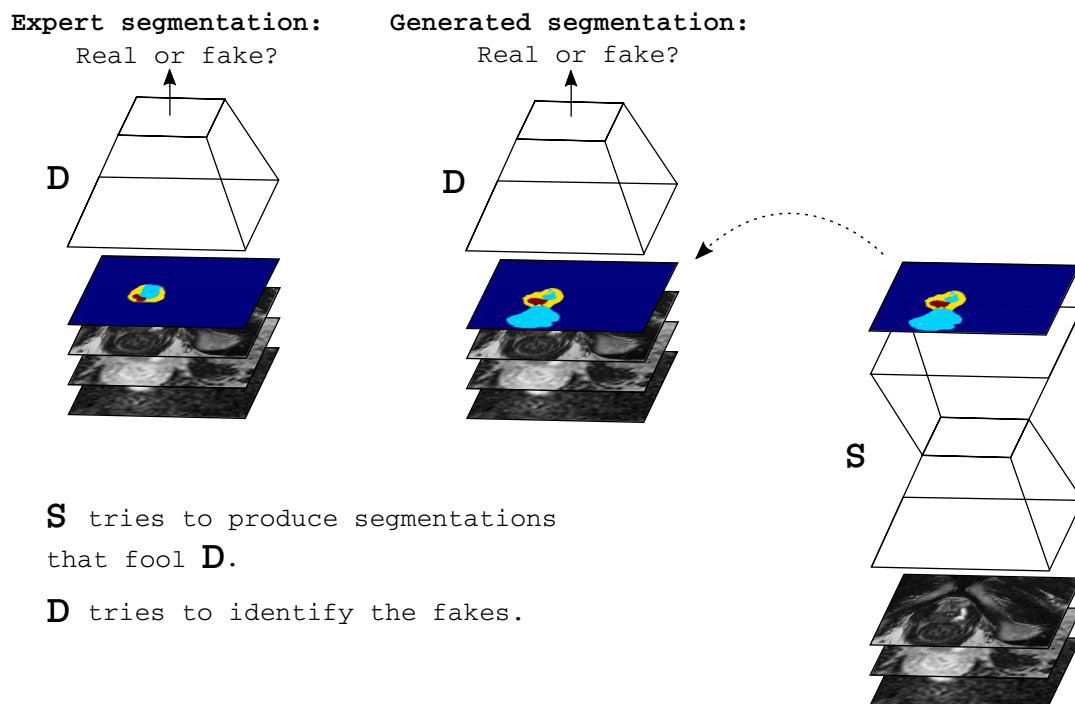 Expert segmentation:
Real or fake?
Generated segmentation:
Real or fake?
D
D
S
S tries to produce segmentations
that fool D.
D tries to identify the fakes.